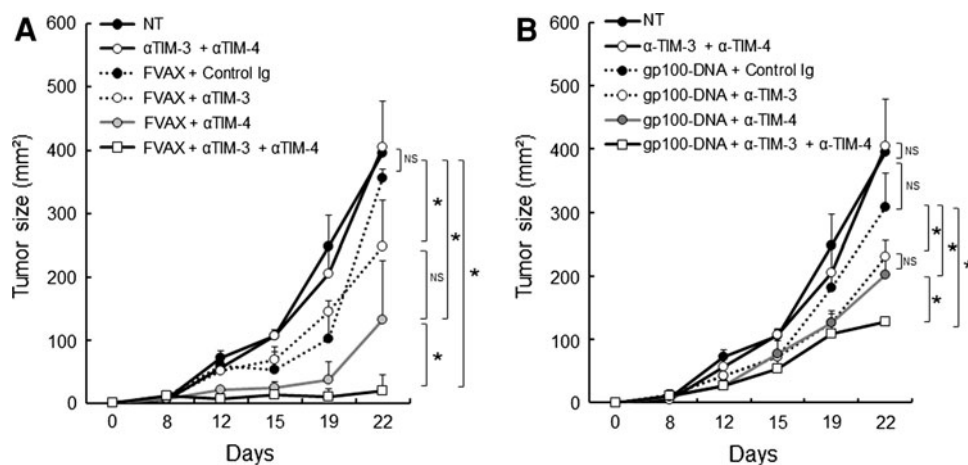 A
Tumor size (mm²)
600
500
400
300
200
100
0
NT
αTIM-3 + αTIM-4
FVAX + Control Ig
FVAX + αTIM-3
FVAX + αTIM-4
FVAX + αTIM-3 + αTIM-4
NS
*
*
*
NS
*
0 8 12 15 19 22
Days
B
Tumor size (mm²)
600
500
400
300
200
100
0
NT
α-TIM-3 + α-TIM-4
gp100-DNA + Control Ig
gp100-DNA + α-TIM-3
gp100-DNA + α-TIM-4
gp100-DNA + α-TIM-3 + α-TIM-4
NS
NS
*
*
*
NS
*
0 8 12 15 19 22
Days